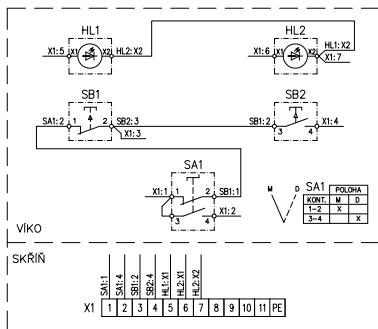 HL1
X1:5
X1
X2
HL2:X2
HL2
X1:6
X1
X2
HL1:X2
X1:7
SB1
SA1:2
1
2
SB2:3
X1:3
SB2
SB1:2
3
4
X1:4
SA1
X1:1
1
2
SB1:1
3
4
X1:2
M D
SA1 POLOHA
KONT. M D
1-2 X
3-4 X
VÍKO
SKŘÍŇ
SA1:1
SA1:4
SB1:2
SB2:4
HL1:X1
HL2:X1
HL2:X2
X1 1 2 3 4 5 6 7 8 9 10 11 PE